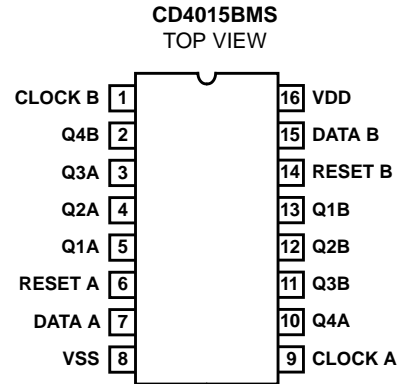 CD4015BMS
TOP VIEW
CLOCK B 1 16 VDD
Q4B 2 15 DATA B
Q3A 3 14 RESET B
Q2A 4 13 Q1B
Q1A 5 12 Q2B
RESET A 6 11 Q3B
DATA A 7 10 Q4A
VSS 8 9 CLOCK A